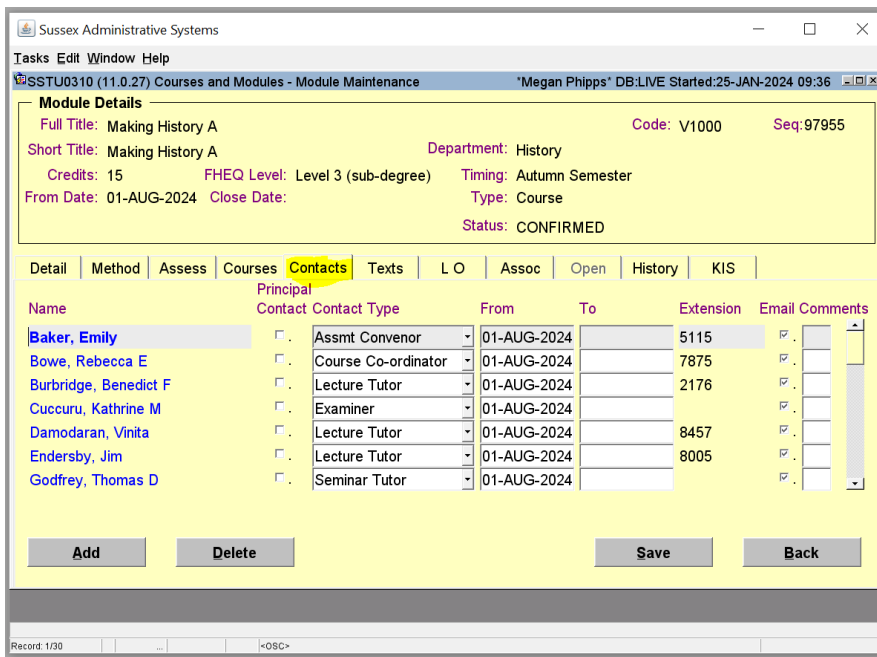 Sussex Administrative Systems
Tasks Edit Window Help
SSTU0310 (11.0.27) Courses and Modules - Module Maintenance *Megan Phipps* DB:LIVE Started:25-JAN-2024 09:36
Module Details
Full Title: Making History A Code: V1000 Seq:97955
Short Title: Making History A Department: History
Credits: 15 FHEQ Level: Level 3 (sub-degree) Timing: Autumn Semester
From Date: 01-AUG-2024 Close Date: Type: Course
Status: CONFIRMED
Detail Method Assess Courses Contacts Texts L O Assoc Open History KIS
Principal
Name Contact Contact Type From To Extension Email Comments
Baker, Emily . Assmt Convenor 01-AUG-2024 5115 .
Bowe, Rebecca E . Course Co-ordinator 01-AUG-2024 7875 .
Burbridge, Benedict F . Lecture Tutor 01-AUG-2024 2176 .
Cuccuru, Kathrine M . Examiner 01-AUG-2024 .
Damodaran, Vinita . Lecture Tutor 01-AUG-2024 8457 .
Endersby, Jim . Lecture Tutor 01-AUG-2024 8005 .
Godfrey, Thomas D . Seminar Tutor 01-AUG-2024 .
Add Delete Save Back
Record: 1/30 ... <OSC>